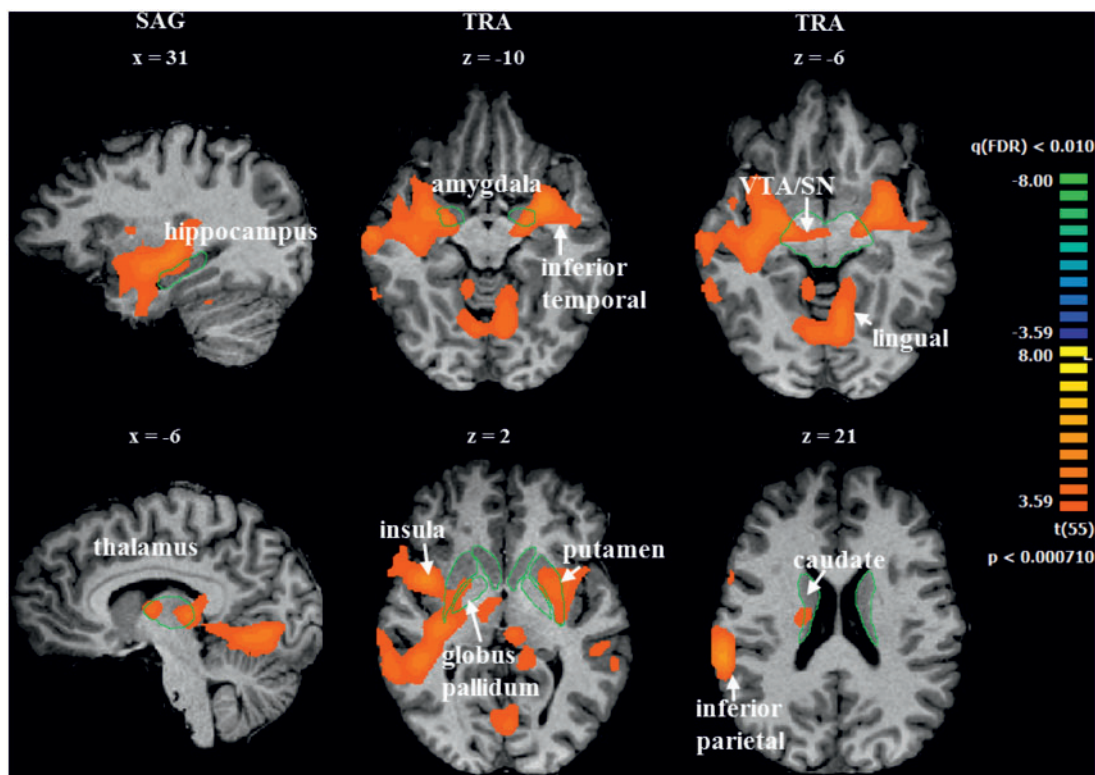 SAG
x = 31
TRA
z = -10
TRA
z = -6
hippocampus
amygdala
inferior
temporal
VTA/SN
lingual
q(FDR) < 0.010
-8.00
-3.59
8.00
L
3.59
t(55)
p < 0.000710
x = -6
z = 2
z = 21
thalamus
insula
putamen
globus
pallidum
caudate
inferior
parietal